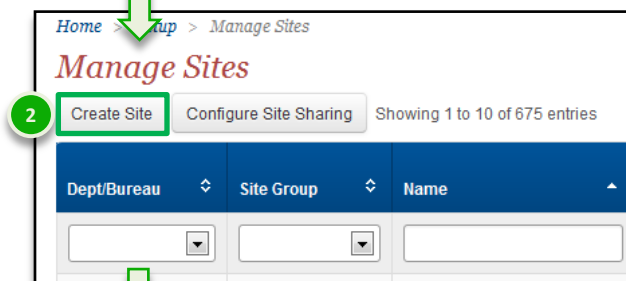 Home > up > Manage Sites
Manage Sites
2 Create Site Configure Site Sharing Showing 1 to 10 of 675 entries
Dept/Bureau Site Group Name